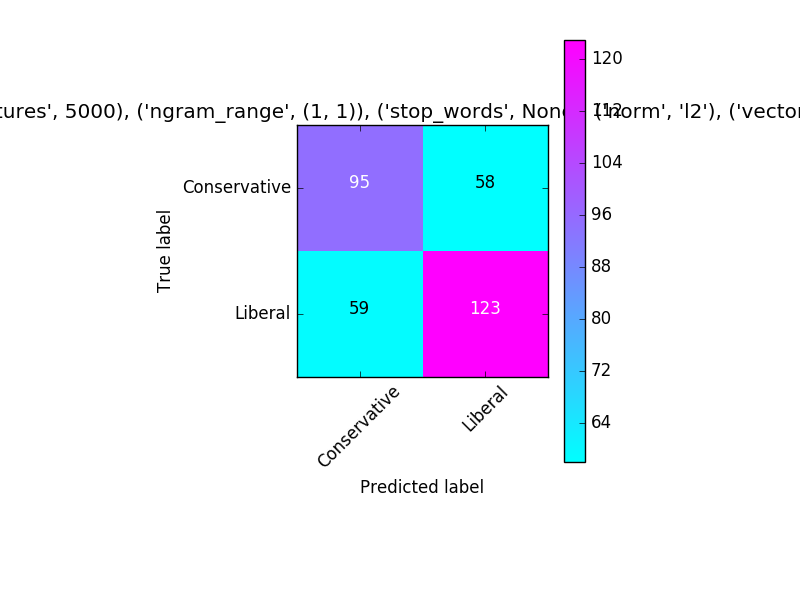 tures', 5000), ('ngram_range', (1, 1)), ('stop_words', None), ('norm', 'l2'), ('vector
120
112
104
96
88
80
72
64
True label
Conservative
95
58
Liberal
59
123
Conservative
Liberal
Predicted label